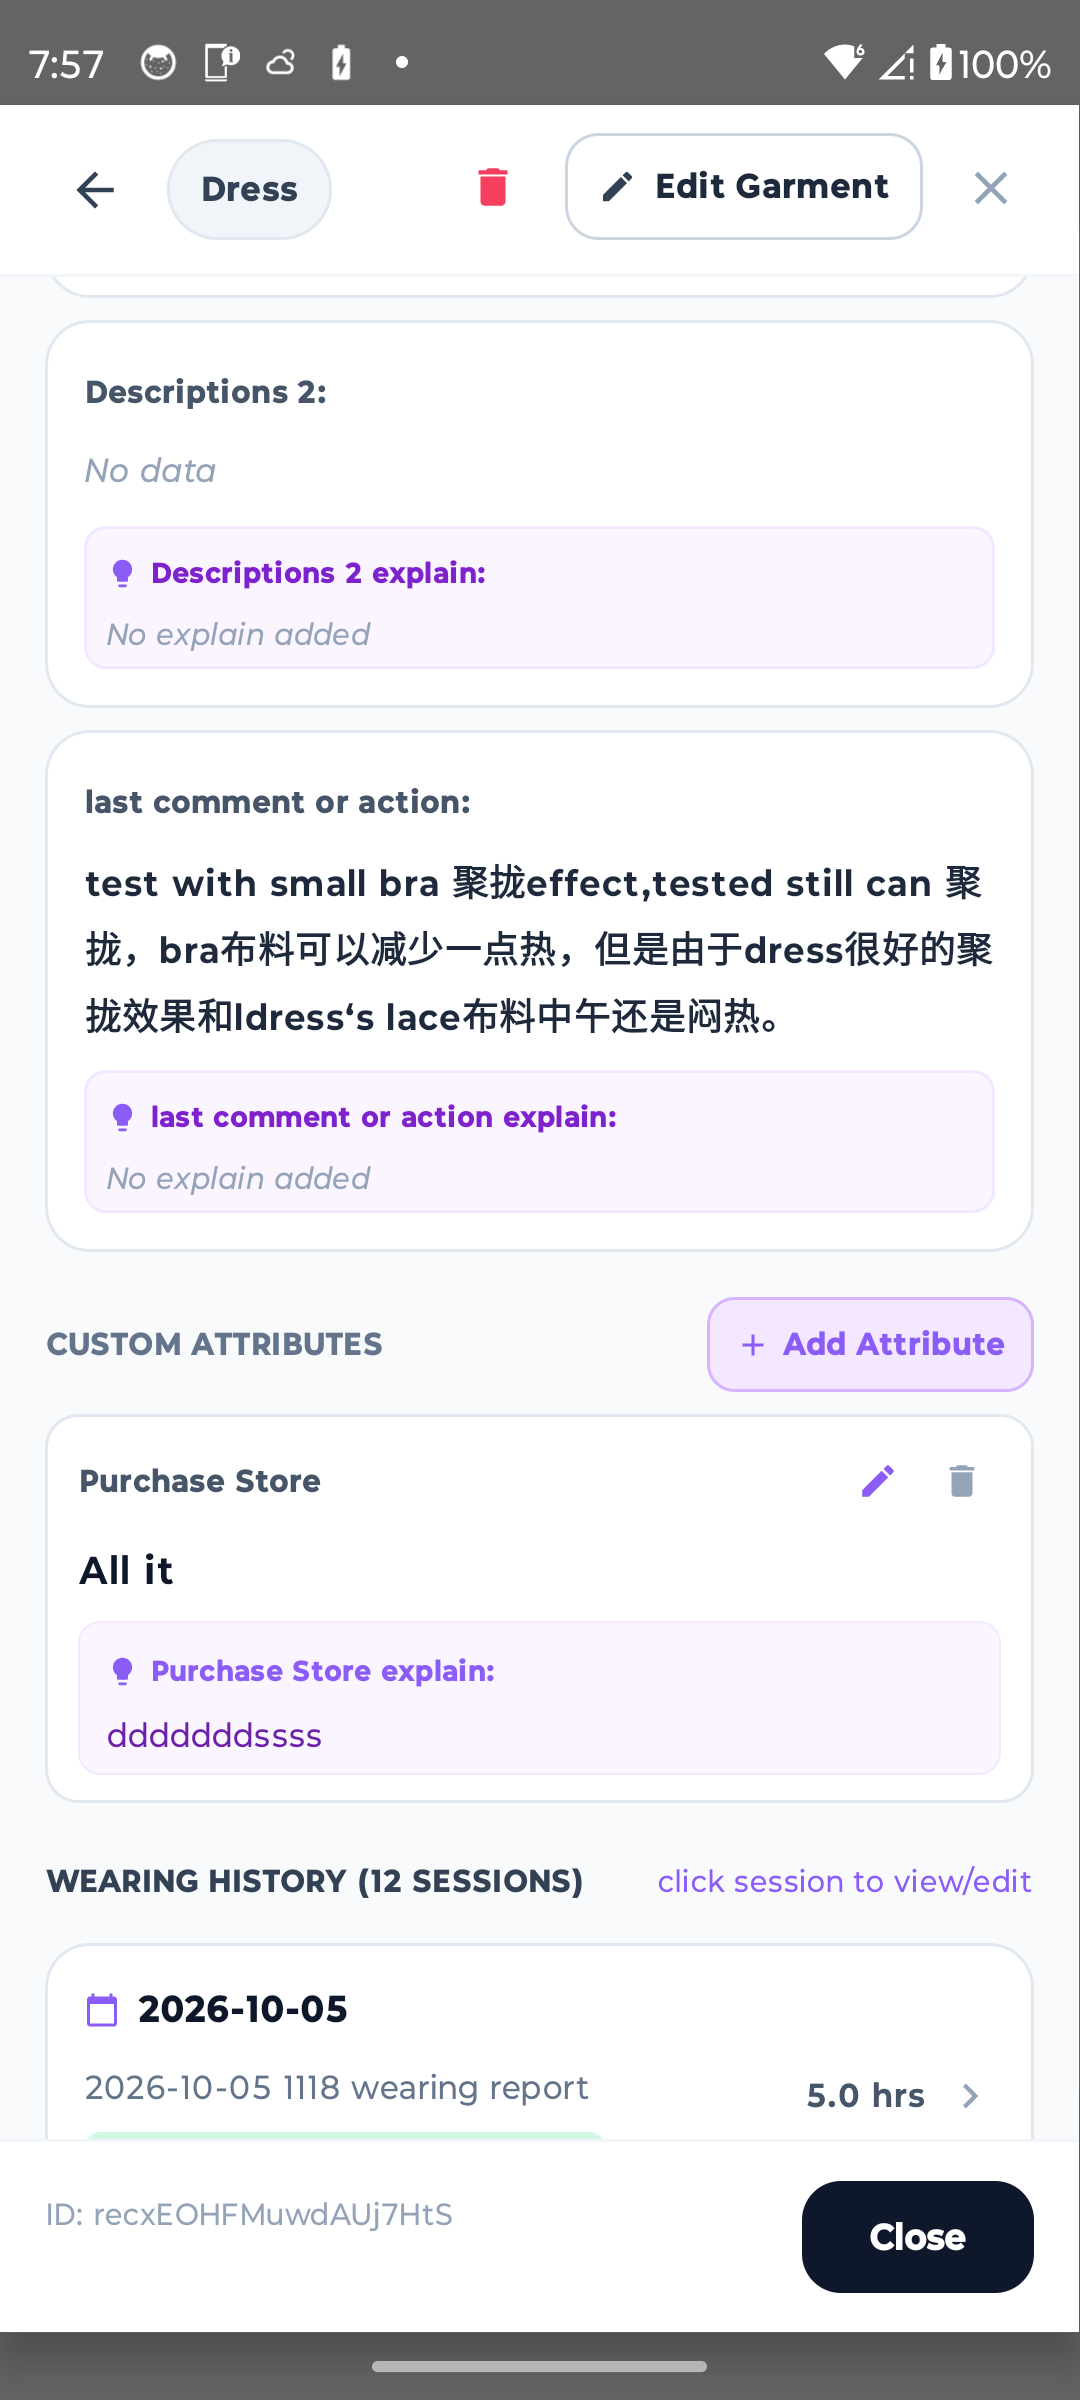 7:57
6
100%
Dress
Edit Garment
Descriptions 2:
No data
Descriptions 2 explain:
No explain added
last comment or action:
test with small bra 聚拢effect,tested still can 聚
拢，bra布料可以减少一点热，但是由于dress很好的聚
拢效果和ldress‘s lace布料中午还是闷热。
last comment or action explain:
No explain added
CUSTOM ATTRIBUTES
+ Add Attribute
Purchase Store
All it
Purchase Store explain:
dddddddssss
WEARING HISTORY (12 SESSIONS)
click session to view/edit
2026-10-05
2026-10-05 1118 wearing report
5.0 hrs
ID: recxEOHFMuwdAUj7HtS
Close